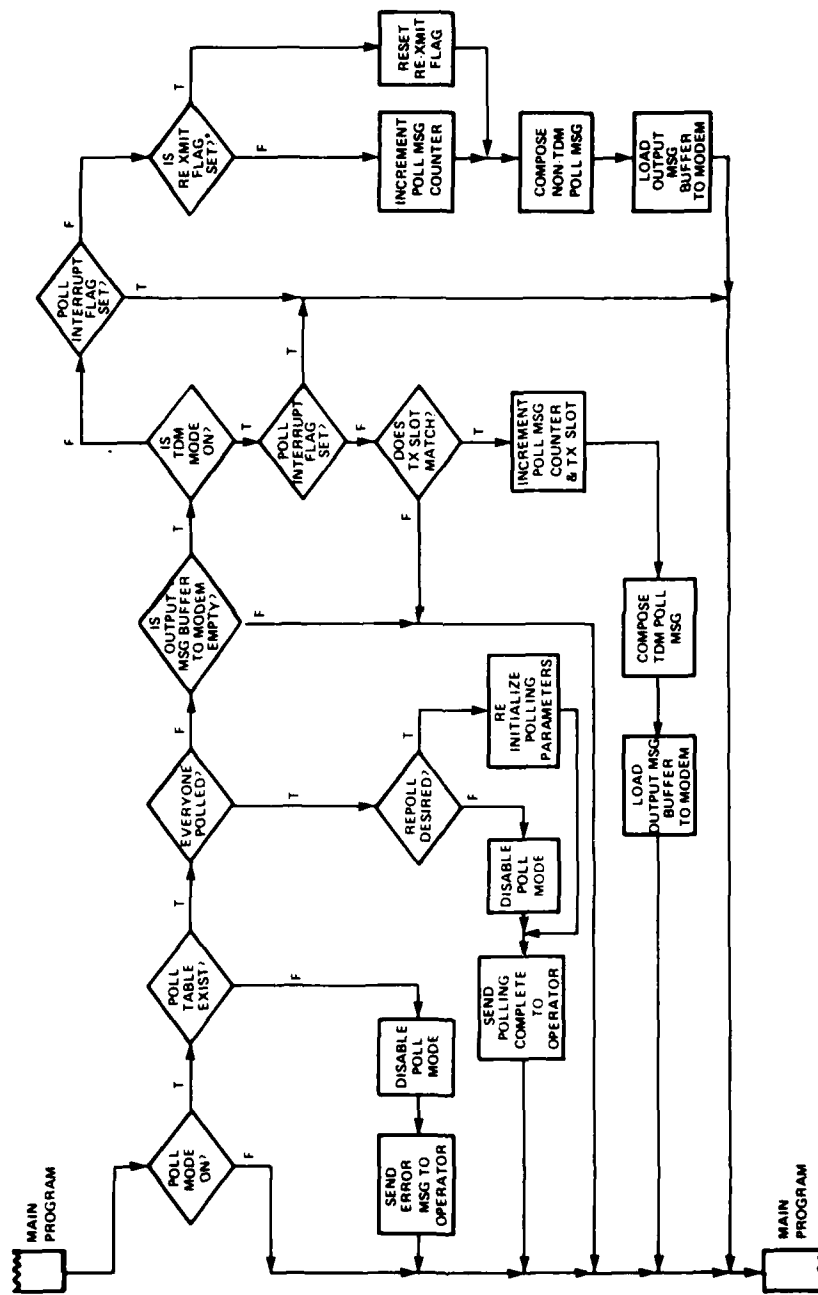 MAIN
PROGRAM
POLL
MODE
ON?
T
F
POLL
TABLE
EXIST?
T
F
DISABLE
POLL
MODE
SEND
ERROR
MSG TO
OPERATOR
EVERYONE
POLLED?
F
T
REPOLL
DESIRED?
T
F
RE
INITIALIZE
POLLING
PARAMETERS
DISABLE
POLL
MODE
SEND
POLLING
COMPLETE
TO
OPERATOR
IS
OUTPUT
MSG BUFFER
TO MODEM
EMPTY?
T
F
IS
TDM
MODE
ON?
F
T
POLL
INTERRUPT
FLAG
SET?
T
F
DOES
TX SLOT
MATCH?
F
T
INCREMENT
POLL MSG
COUNTER
& TX SLOT
COMPOSE
TDM POLL
MSG
LOAD
OUTPUT MSG
BUFFER
TO MODEM
POLL
INTERRUPT
FLAG
SET?
F
T
IS
RE XMIT
FLAG
SET?*
T
F
RESET
RE-XMIT
FLAG
INCREMENT
POLL MSG
COUNTER
COMPOSE
NON-TDM
POLL MSG
LOAD
OUTPUT
MSG
BUFFER
TO MODEM
MAIN
PROGRAM